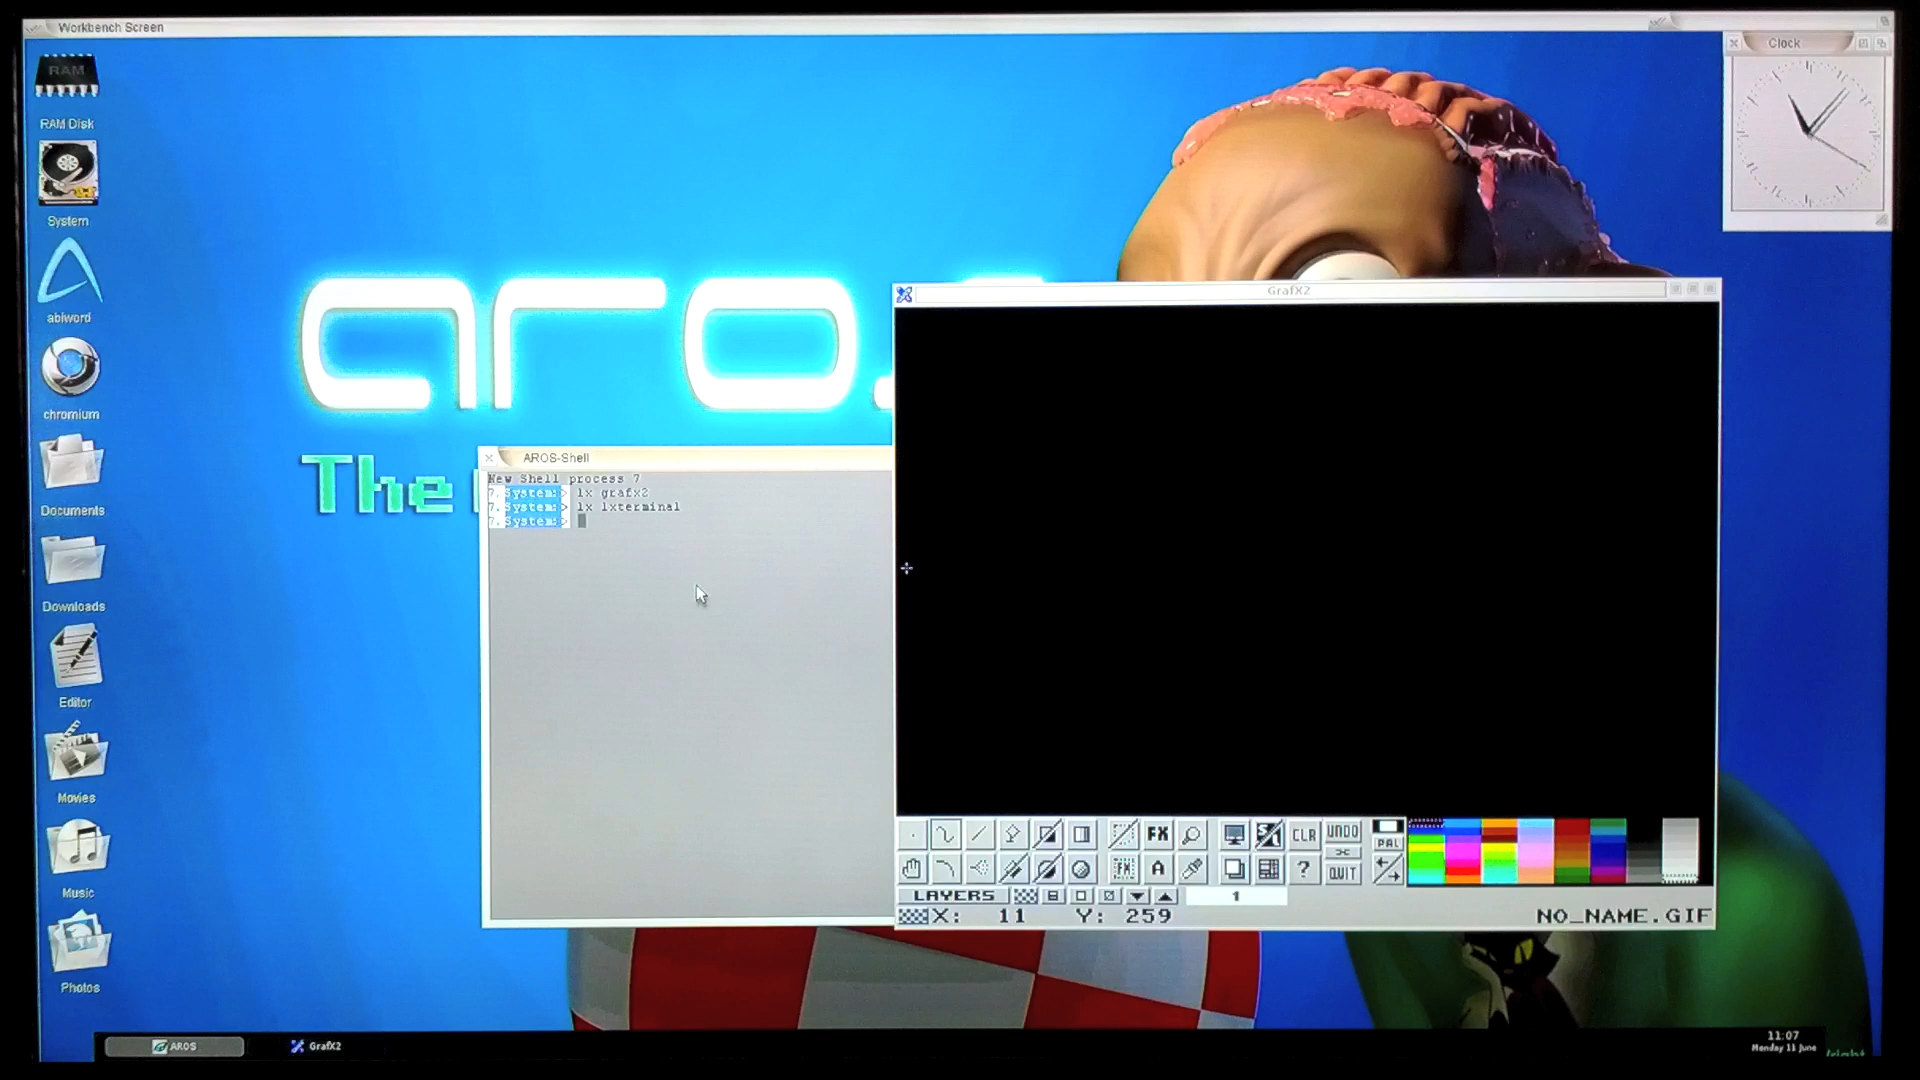 Workbench Screen
Clock
RAM
RAM Disk
System
abiword
chromium
Documents
Downloads
Editor
Movies
Music
Photos
aro.
The
AROS-Shell
New Shell process 7
7.System:> lx grafx2
7.System:> lx lxterminal
7.System:>
GrafX2
FX
CLR
UNDO
PAL
FX
A
?
QUIT
LAYERS
1
X: 11 Y: 259
NO_NAME.GIF
AROS
GrafX2
11:07
Monday 11 June